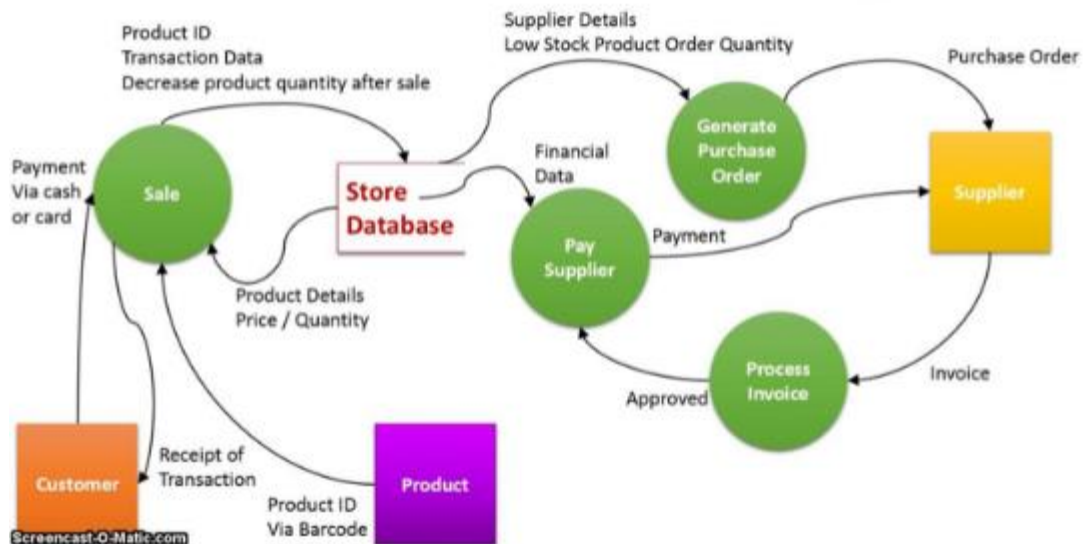 Product ID
Transaction Data
Decrease product quantity after sale
Supplier Details
Low Stock Product Order Quantity
Purchase Order
Generate
Purchase
Order
Payment
Via cash
or card
Sale
Store
Database
Financial
Data
Supplier
Pay
Supplier
Payment
Product Details
Price / Quantity
Process
Invoice
Invoice
Approved
Customer
Receipt of
Transaction
Product
Product ID
Via Barcode
Screencast-O-Matic.com